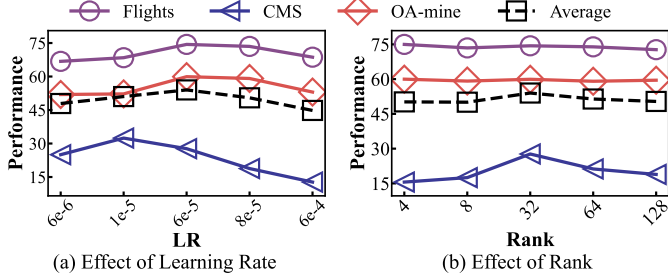 Flights CMS OA-mine Average
Performance
75
60
45
30
15
6e-6 1e-5 6e-5 8e-5 6e-4
LR
(a) Effect of Learning Rate
Performance
75
60
45
30
15
4 8 32 64 128
Rank
(b) Effect of Rank